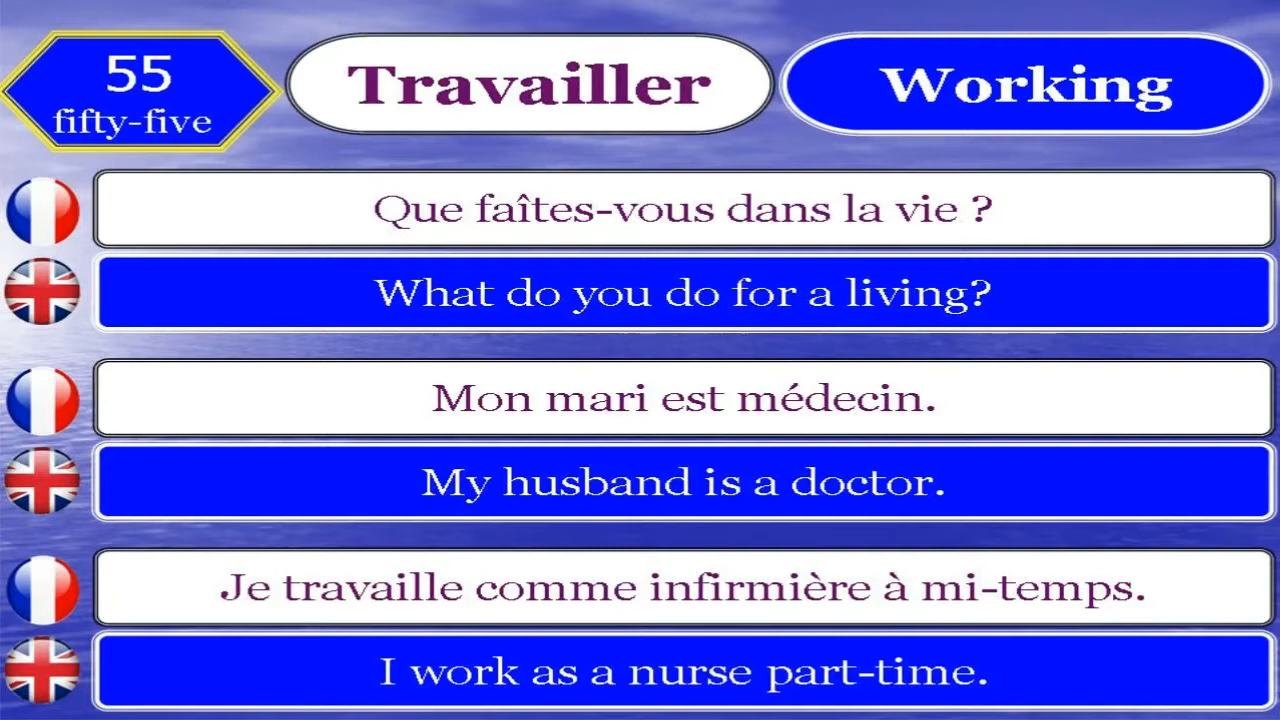 55
fifty-five
Travailler
Working
Que faîtes-vous dans la vie ?
What do you do for a living?
Mon mari est médecin.
My husband is a doctor.
Je travaille comme infirmière à mi-temps.
I work as a nurse part-time.